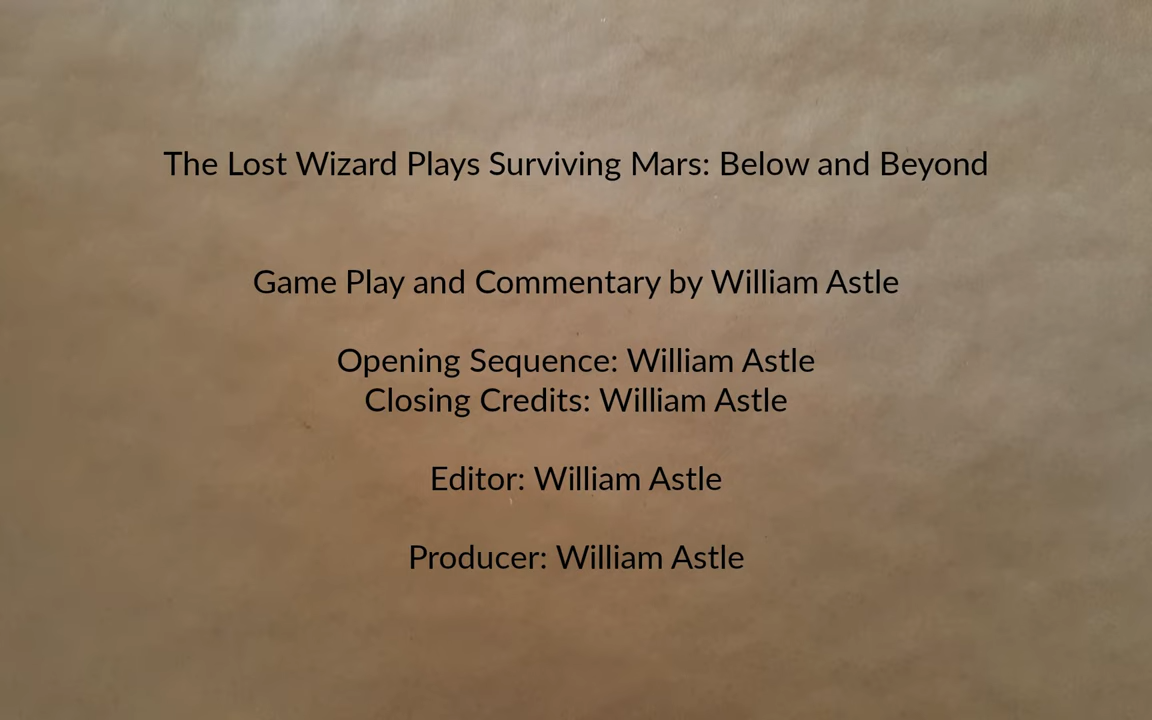 The Lost Wizard Plays Surviving Mars: Below and Beyond
Game Play and Commentary by William Astle
Opening Sequence: William Astle
Closing Credits: William Astle
Editor: William Astle
Producer: William Astle